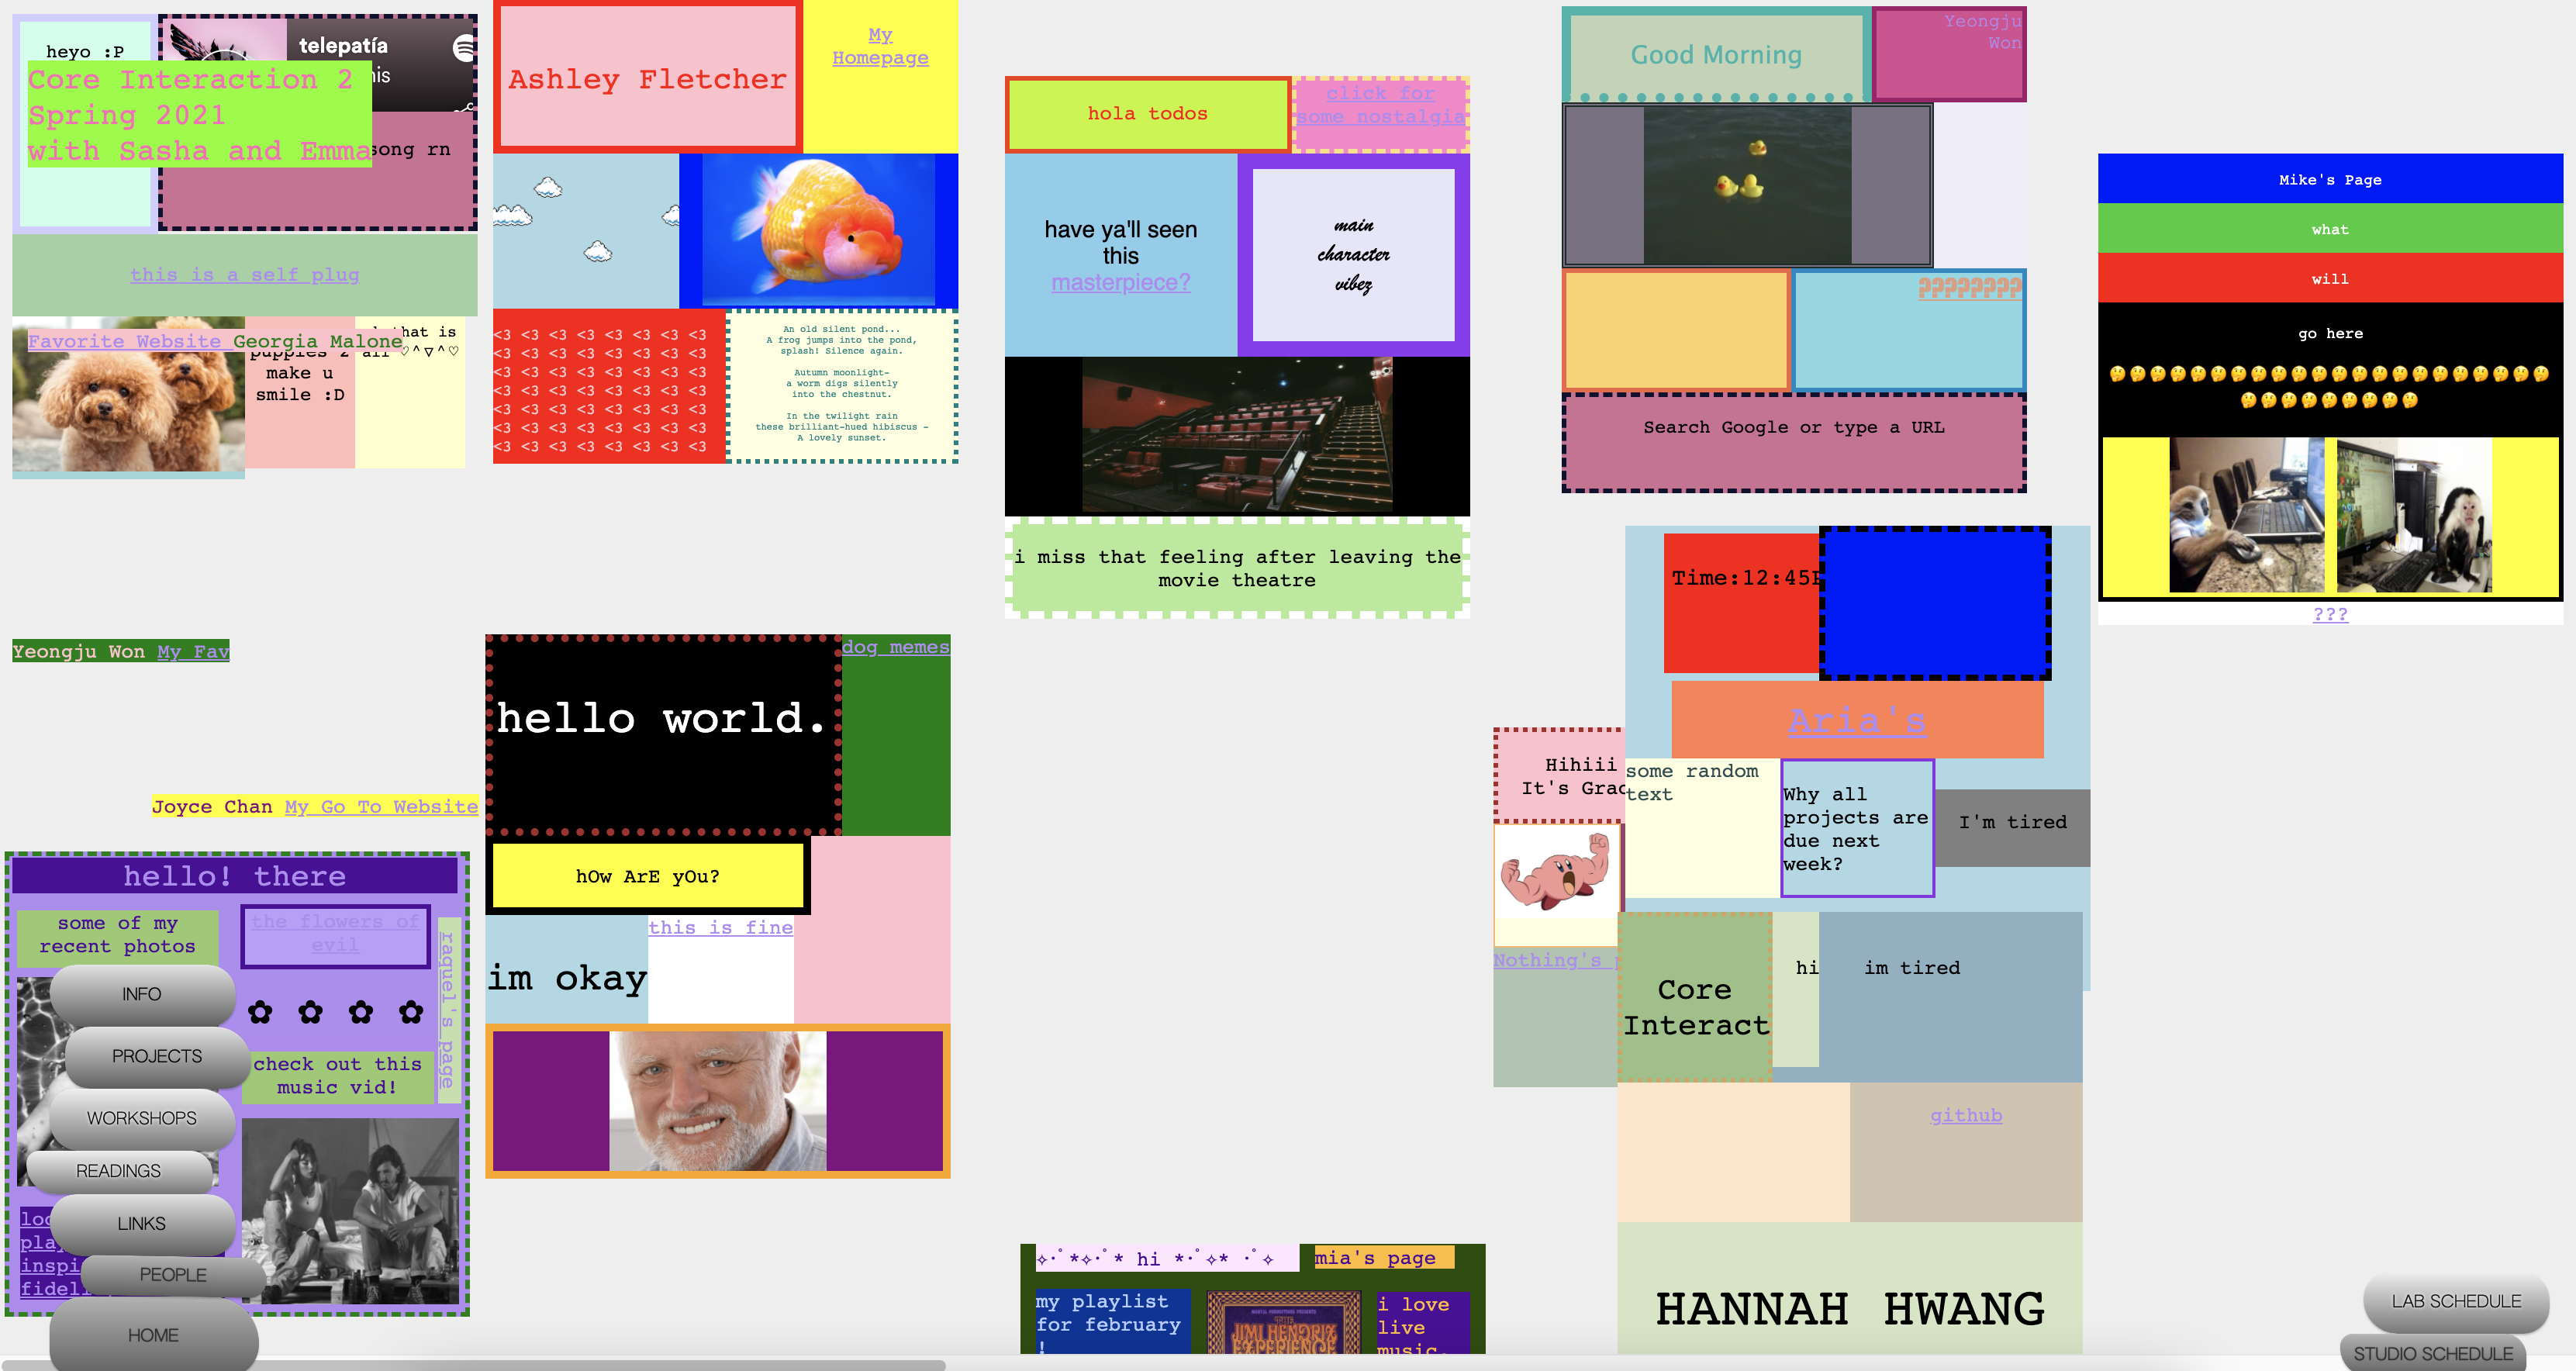 heyo :P
telepatía
his
Core Interaction 2
Spring 2021
with Sasha and Emma
song rn
this is a self plug
Favorite Website Georgia Malone
that is
puppies 2
make u
smile :D
all ♡^∇^♡
Ashley Fletcher
My
Homepage
<3 <3 <3 <3 <3 <3 <3 <3
<3 <3 <3 <3 <3 <3 <3 <3
<3 <3 <3 <3 <3 <3 <3 <3
<3 <3 <3 <3 <3 <3 <3 <3
<3 <3 <3 <3 <3 <3 <3 <3
<3 <3 <3 <3 <3 <3 <3 <3
<3 <3 <3 <3 <3 <3 <3 <3
An old silent pond...
A frog jumps into the pond,
splash! Silence again.
Autumn moonlight-
a worm digs silently
into the chestnut.
In the twilight rain
these brilliant-hued hibiscus -
A lovely sunset.
hola todos
click for
some nostalgia
have ya'll seen
this
masterpiece?
main
character
vibez
i miss that feeling after leaving the
movie theatre
Good Morning
Yeongju
Won
????????
Search Google or type a URL
Mike's Page
what
will
go here
🤔🤔🤔🤔🤔🤔🤔🤔🤔🤔🤔🤔🤔🤔🤔🤔🤔🤔🤔🤔🤔🤔
🤔🤔🤔🤔🤔🤔🤔🤔🤔
???
Yeongju Won My Fav
Joyce Chan My Go To Website
hello world.
dog memes
hOw ArE yOu?
im okay
this is fine
hello! there
some of my
recent photos
the flowers of
evil
raquel's page
✿ ✿ ✿ ✿
check out this
music vid!
INFO
PROJECTS
WORKSHOPS
READINGS
LINKS
PEOPLE
HOME
Time:12:45
Aria's
Hihiii
It's Grac
some random
text
Why all
projects are
due next
week?
I'm tired
Nothing's
Core
Interact
hi
im tired
github
HANNAH HWANG
✧･ﾟ*✧･ﾟ* hi *･ﾟ✧* ･ﾟ✧
mia's page
my playlist
for february
!
JIMI HENDRIX
EXPERIENCE
i love
live
music.
LAB SCHEDULE
STUDIO SCHEDULE